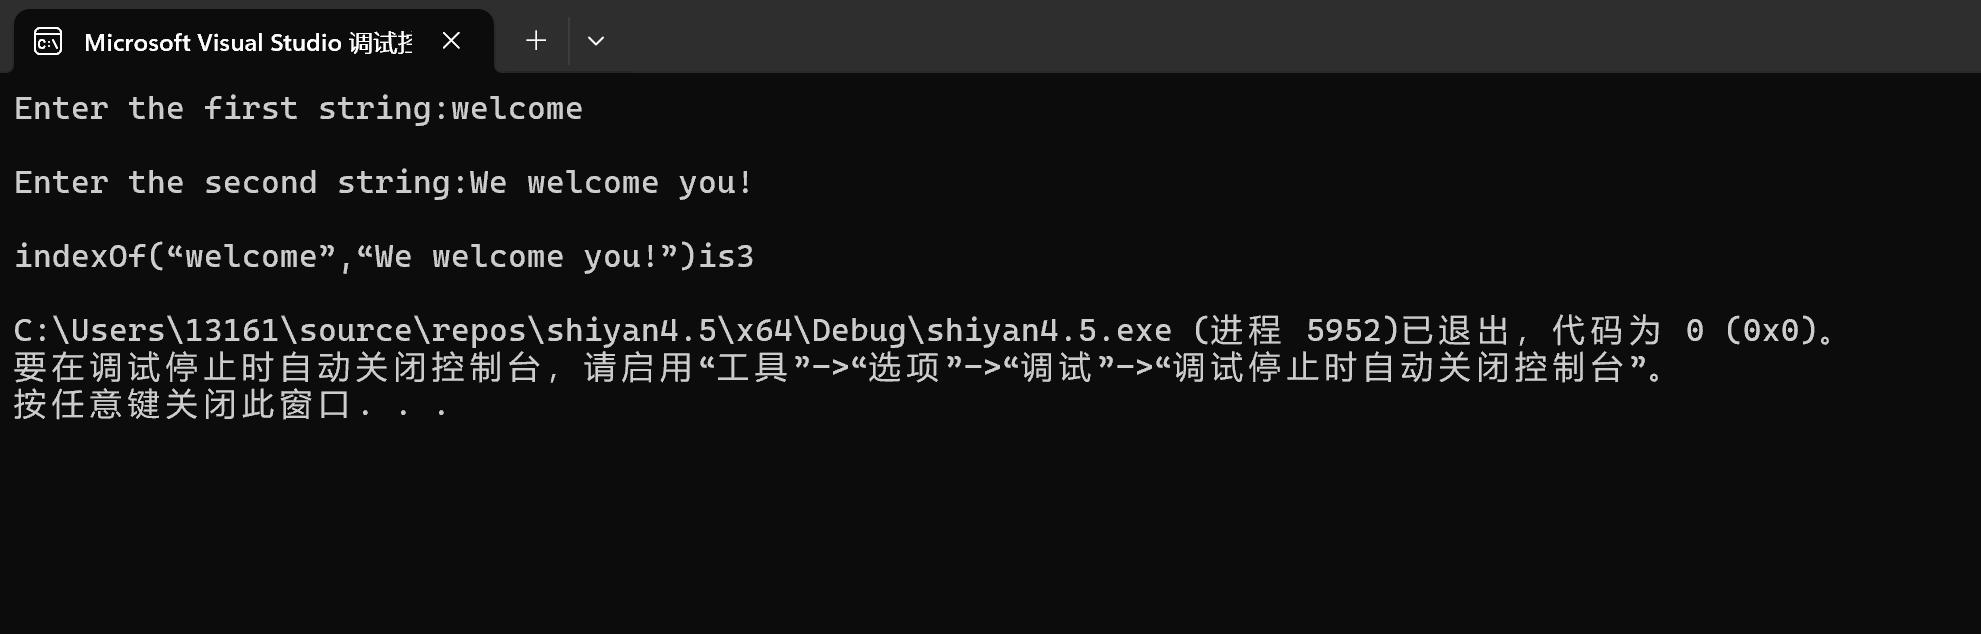 Microsoft Visual Studio 调试
Enter the first string:welcome
Enter the second string:We welcome you!
indexOf(“welcome”,“We welcome you!”)is3
C:\Users\13161\source\repos\shiyan4.5\x64\Debug\shiyan4.5.exe (进程 5952)已退出，代码为 0 (0x0)。
要在调试停止时自动关闭控制台，请启用“工具”->“选项”->“调试”->“调试停止时自动关闭控制台”。
按任意键关闭此窗口. . .